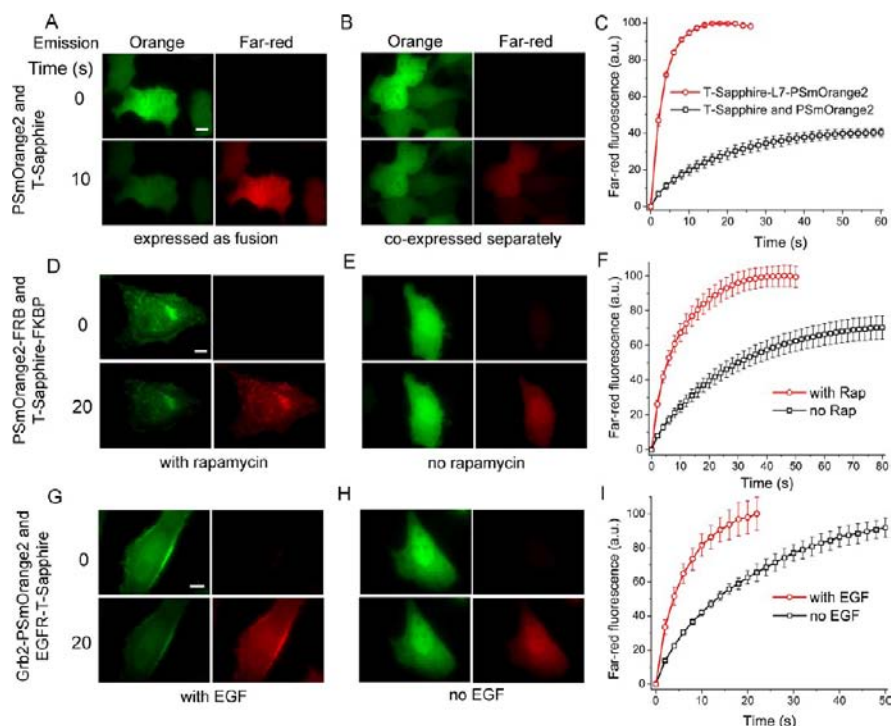 A
B
C
Emission
Orange
Far-red
Orange
Far-red
Time (s)
0
10
PSmOrange2 and
T-Sapphire
expressed as fusion
co-expressed separately
Far-red fluroescence (a.u.)
100
80
60
40
20
0
T-Sapphire-L7-PSmOrange2
T-Sapphire and PSmOrange2
0 10 20 30 40 50 60
Time (s)
D
E
F
PSmOrange2-FRB and
T-Sapphire-FKBP
0
20
with rapamycin
no rapamycin
Far-red fluorescence (a.u.)
100
80
60
40
20
0
with Rap
no Rap
0 10 20 30 40 50 60 70 80
Time (s)
G
H
I
Grb2-PSmOrange2 and
EGFR-T-Sapphire
0
20
with EGF
no EGF
Far-red fluorescence (a.u.)
100
80
60
40
20
0
with EGF
no EGF
0 10 20 30 40 50
Time (s)